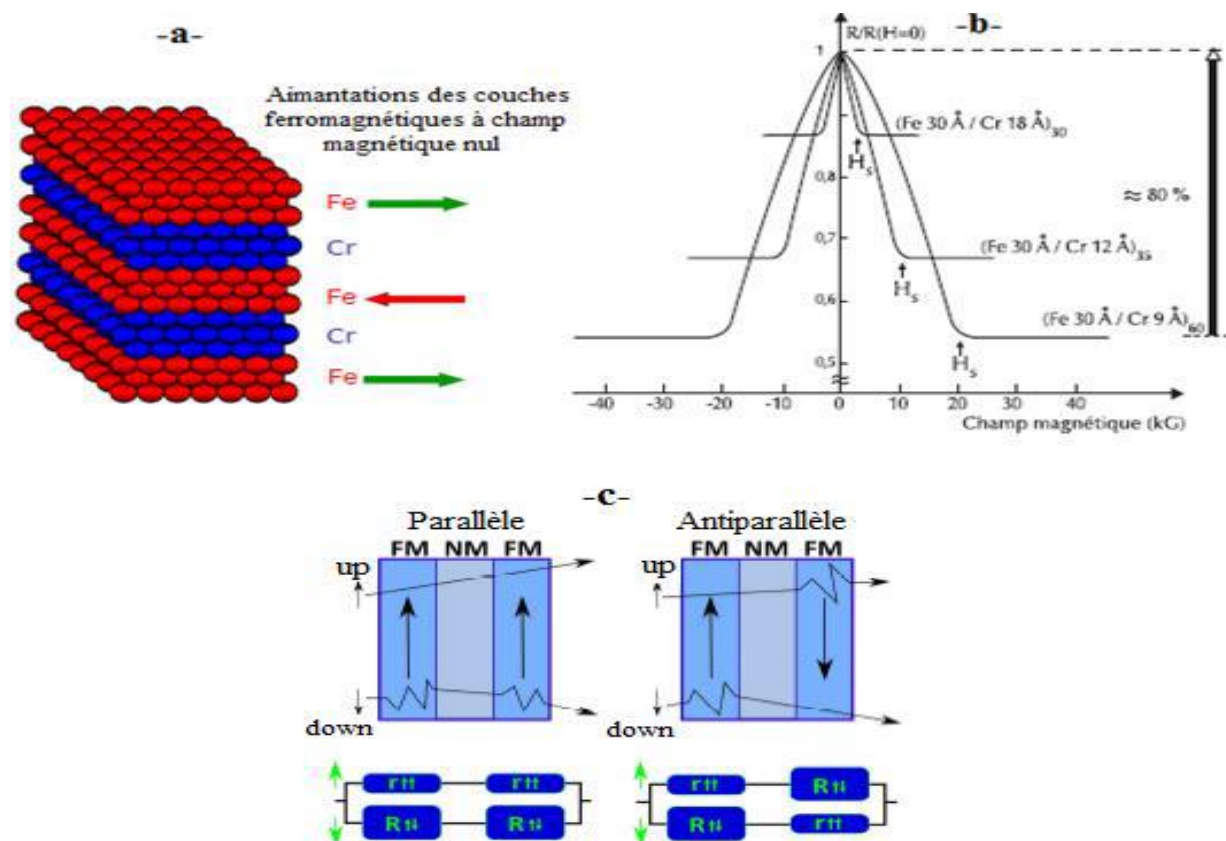 -a-
Aimantations des couches
ferromagnétiques à champ
magnétique nul
Fe
Cr
Fe
Cr
Fe
-b-
R/R(H=0)
1
0,8
0,7
0,6
0,5
(Fe 30 Å / Cr 18 Å)30
Hs
≈ 80 %
(Fe 30 Å / Cr 12 Å)35
Hs
(Fe 30 Å / Cr 9 Å)60
Hs
-40 -30 -20 -10 0 10 20 30 40
Champ magnétique (kG)
-c-
Parallèle
FM NM FM
up
down
r↑↑ r↑↑
R↑↓ R↑↓
Antiparallèle
FM NM FM
up
down
r↑↑ R↑↓
R↑↓ r↑↑